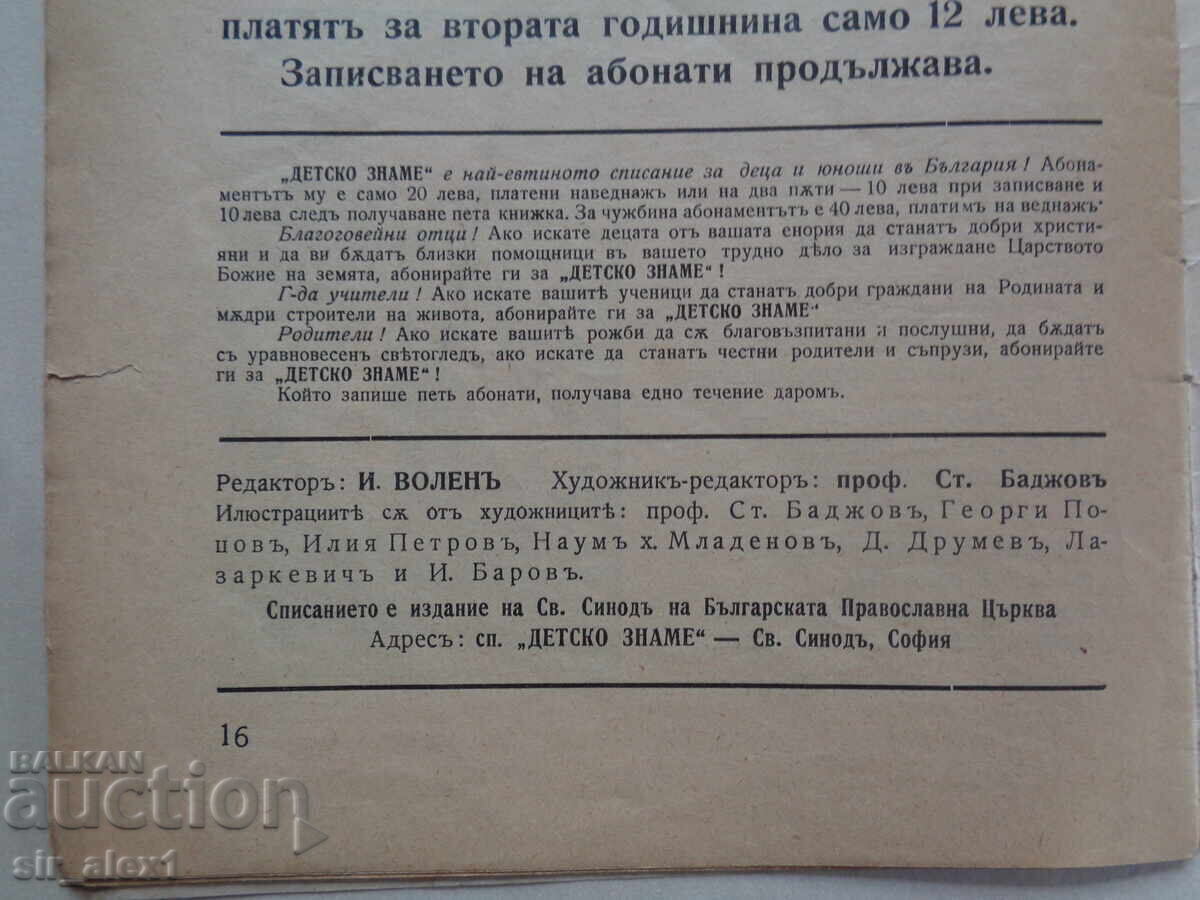 платятъ за втората годишнина само 12 лева.
Записването на абонати продължава.
„ДЕТСКО ЗНАМЕ“ е най-евтиното списание за деца и юноши въ България! Абона-
ментътъ му е само 20 лева, платени наведнажъ или на два пѫти — 10 лева при записване и
10 лева следъ получаване пета книжка. За чужбина абонаментътъ е 40 лева, платимъ на веднажъ·
Благоговейни отци! Ако искате децата отъ вашата енория да станатъ добри христи-
яни и да ви бѫдатъ близки помощници въ вашето трудно дѣло за изграждане Царството
Божие на земята, абонирайте ги за „ДЕТСКО ЗНАМЕ“!
Г-да учители! Ако искате вашитѣ ученици да станатъ добри граждани на Родината и
мѫдри строители на живота, абонирайте ги за „ДЕТСКО ЗНАМЕ“
Родители! Ако искате вашитѣ рожби да сѫ благовъзпитани и послушни, да бѫдатъ
съ уравновесенъ свѣтогледъ, ако искате да станатъ честни родители и съпрузи, абонирайте
ги за „ДЕТСКО ЗНАМЕ“!
Който запише петь абонати, получава едно течение даромъ.
Редакторъ: И. ВОЛЕНЪ Художникъ-редакторъ: проф. Ст. Баджовъ
Илюстрациитѣ сѫ отъ художницитѣ: проф. Ст. Баджовъ, Георги По-
повъ, Илия Петровъ, Наумъ х. Младеновъ, Д. Друмевъ, Ла-
заркевичъ и И. Баровъ.
Списанието е издание на Св. Синодъ на Българската Православна Църква
Адресъ: сп. „ДЕТСКО ЗНАМЕ“ — Св. Синодъ, София
16
BALKAN
auction
sir_alex1